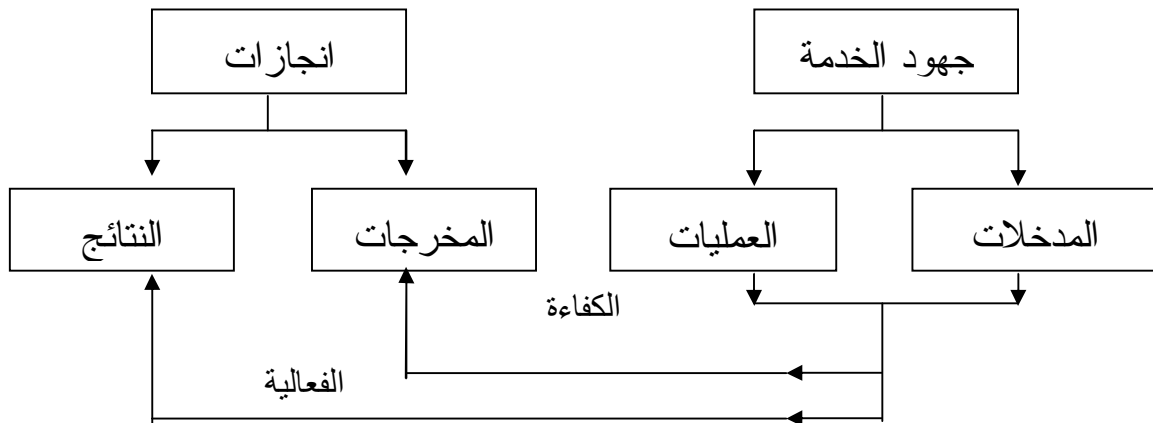 جهود الخدمة
انجازات
المدخلات
العمليات
المخرجات
النتائج
الكفاءة
الفعالية